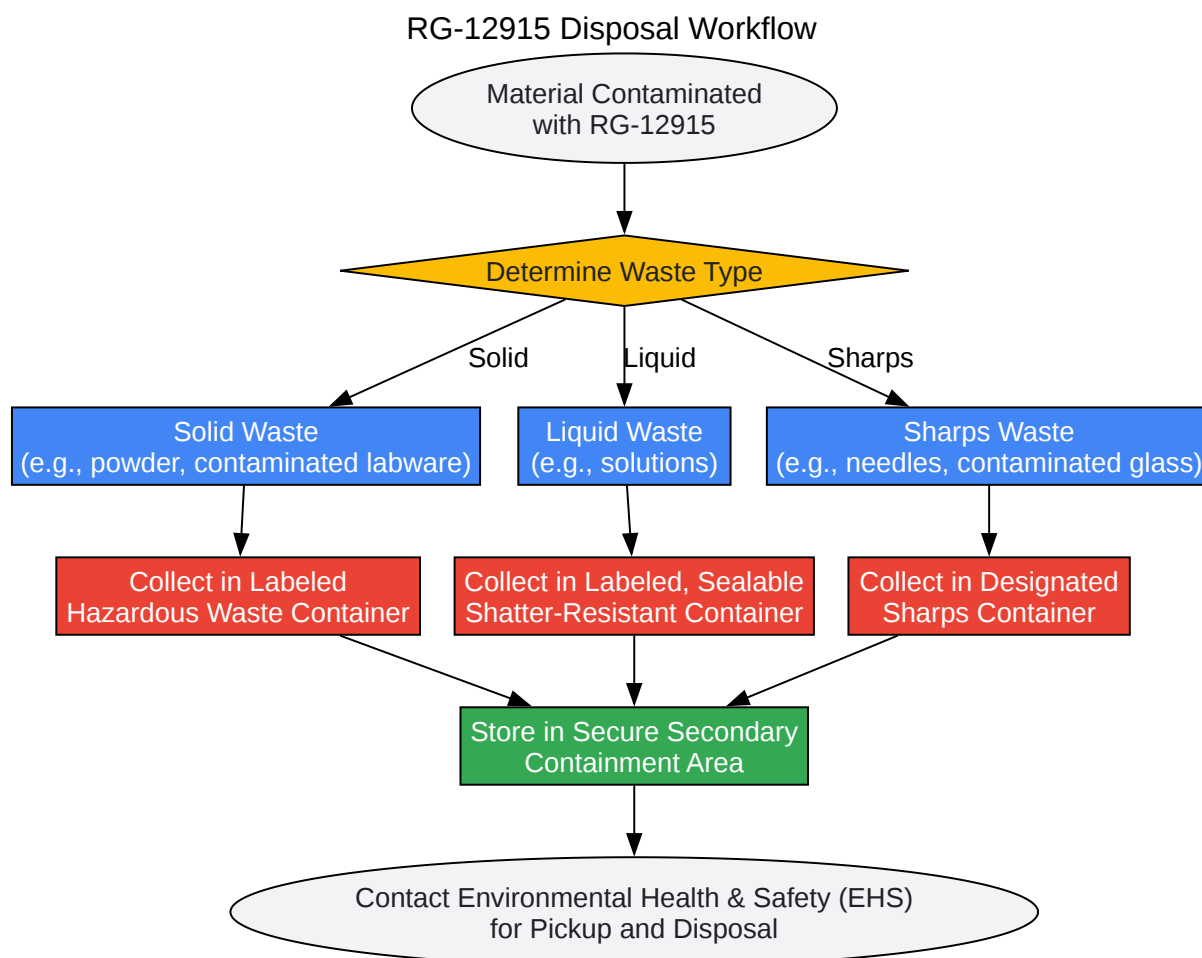 RG-12915 Disposal Workflow
Material Contaminated
with RG-12915
Determine Waste Type
Solid
Liquid
Sharps
Solid Waste
(e.g., powder, contaminated labware)
Liquid Waste
(e.g., solutions)
Sharps Waste
(e.g., needles, contaminated glass)
Collect in Labeled
Hazardous Waste Container
Collect in Labeled, Sealable
Shatter-Resistant Container
Collect in Designated
Sharps Container
Store in Secure Secondary
Containment Area
Contact Environmental Health & Safety (EHS)
for Pickup and Disposal